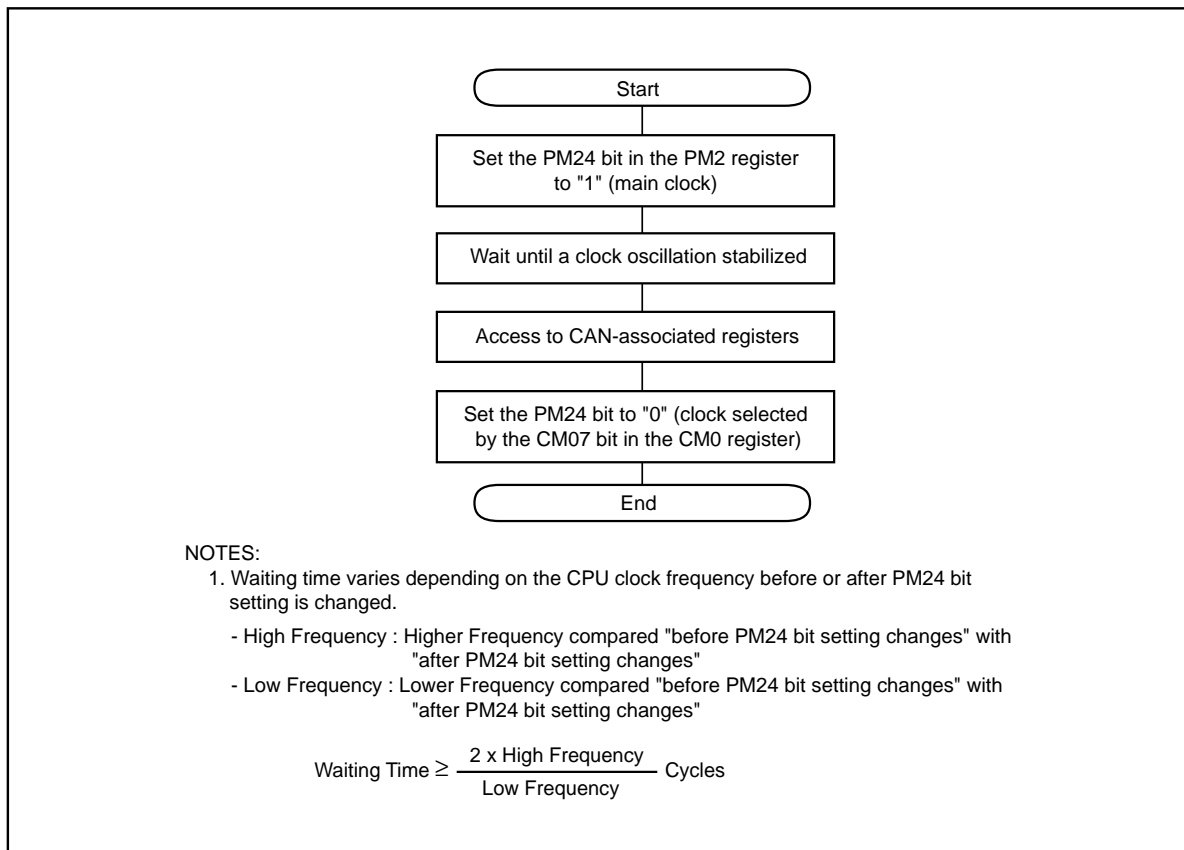 Start
Set the PM24 bit in the PM2 register
to "1" (main clock)
Wait until a clock oscillation stabilized
Access to CAN-associated registers
Set the PM24 bit to "0" (clock selected
by the CM07 bit in the CM0 register)
End
NOTES:
1. Waiting time varies depending on the CPU clock frequency before or after PM24 bit
setting is changed.
- High Frequency : Higher Frequency compared "before PM24 bit setting changes" with
"after PM24 bit setting changes"
- Low Frequency : Lower Frequency compared "before PM24 bit setting changes" with
"after PM24 bit setting changes"
2 x High Frequency
Waiting Time ≥ Cycles
Low Frequency